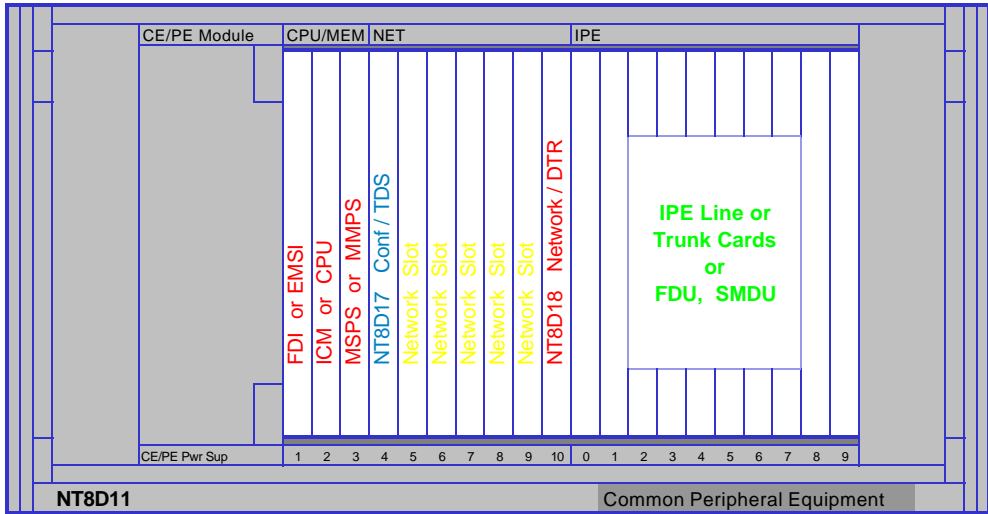 CE/PE Module CPU/MEM NET IPE
FDI or EMSI
ICM or CPU
MSPS or MMPS
NT8D17 Conf / TDS
Network Slot
Network Slot
Network Slot
Network Slot
Network Slot
NT8D18 Network / DTR
IPE Line or
Trunk Cards
or
FDU, SMDU
CE/PE Pwr Sup 1 2 3 4 5 6 7 8 9 10 0 1 2 3 4 5 6 7 8 9
NT8D11 Common Peripheral Equipment